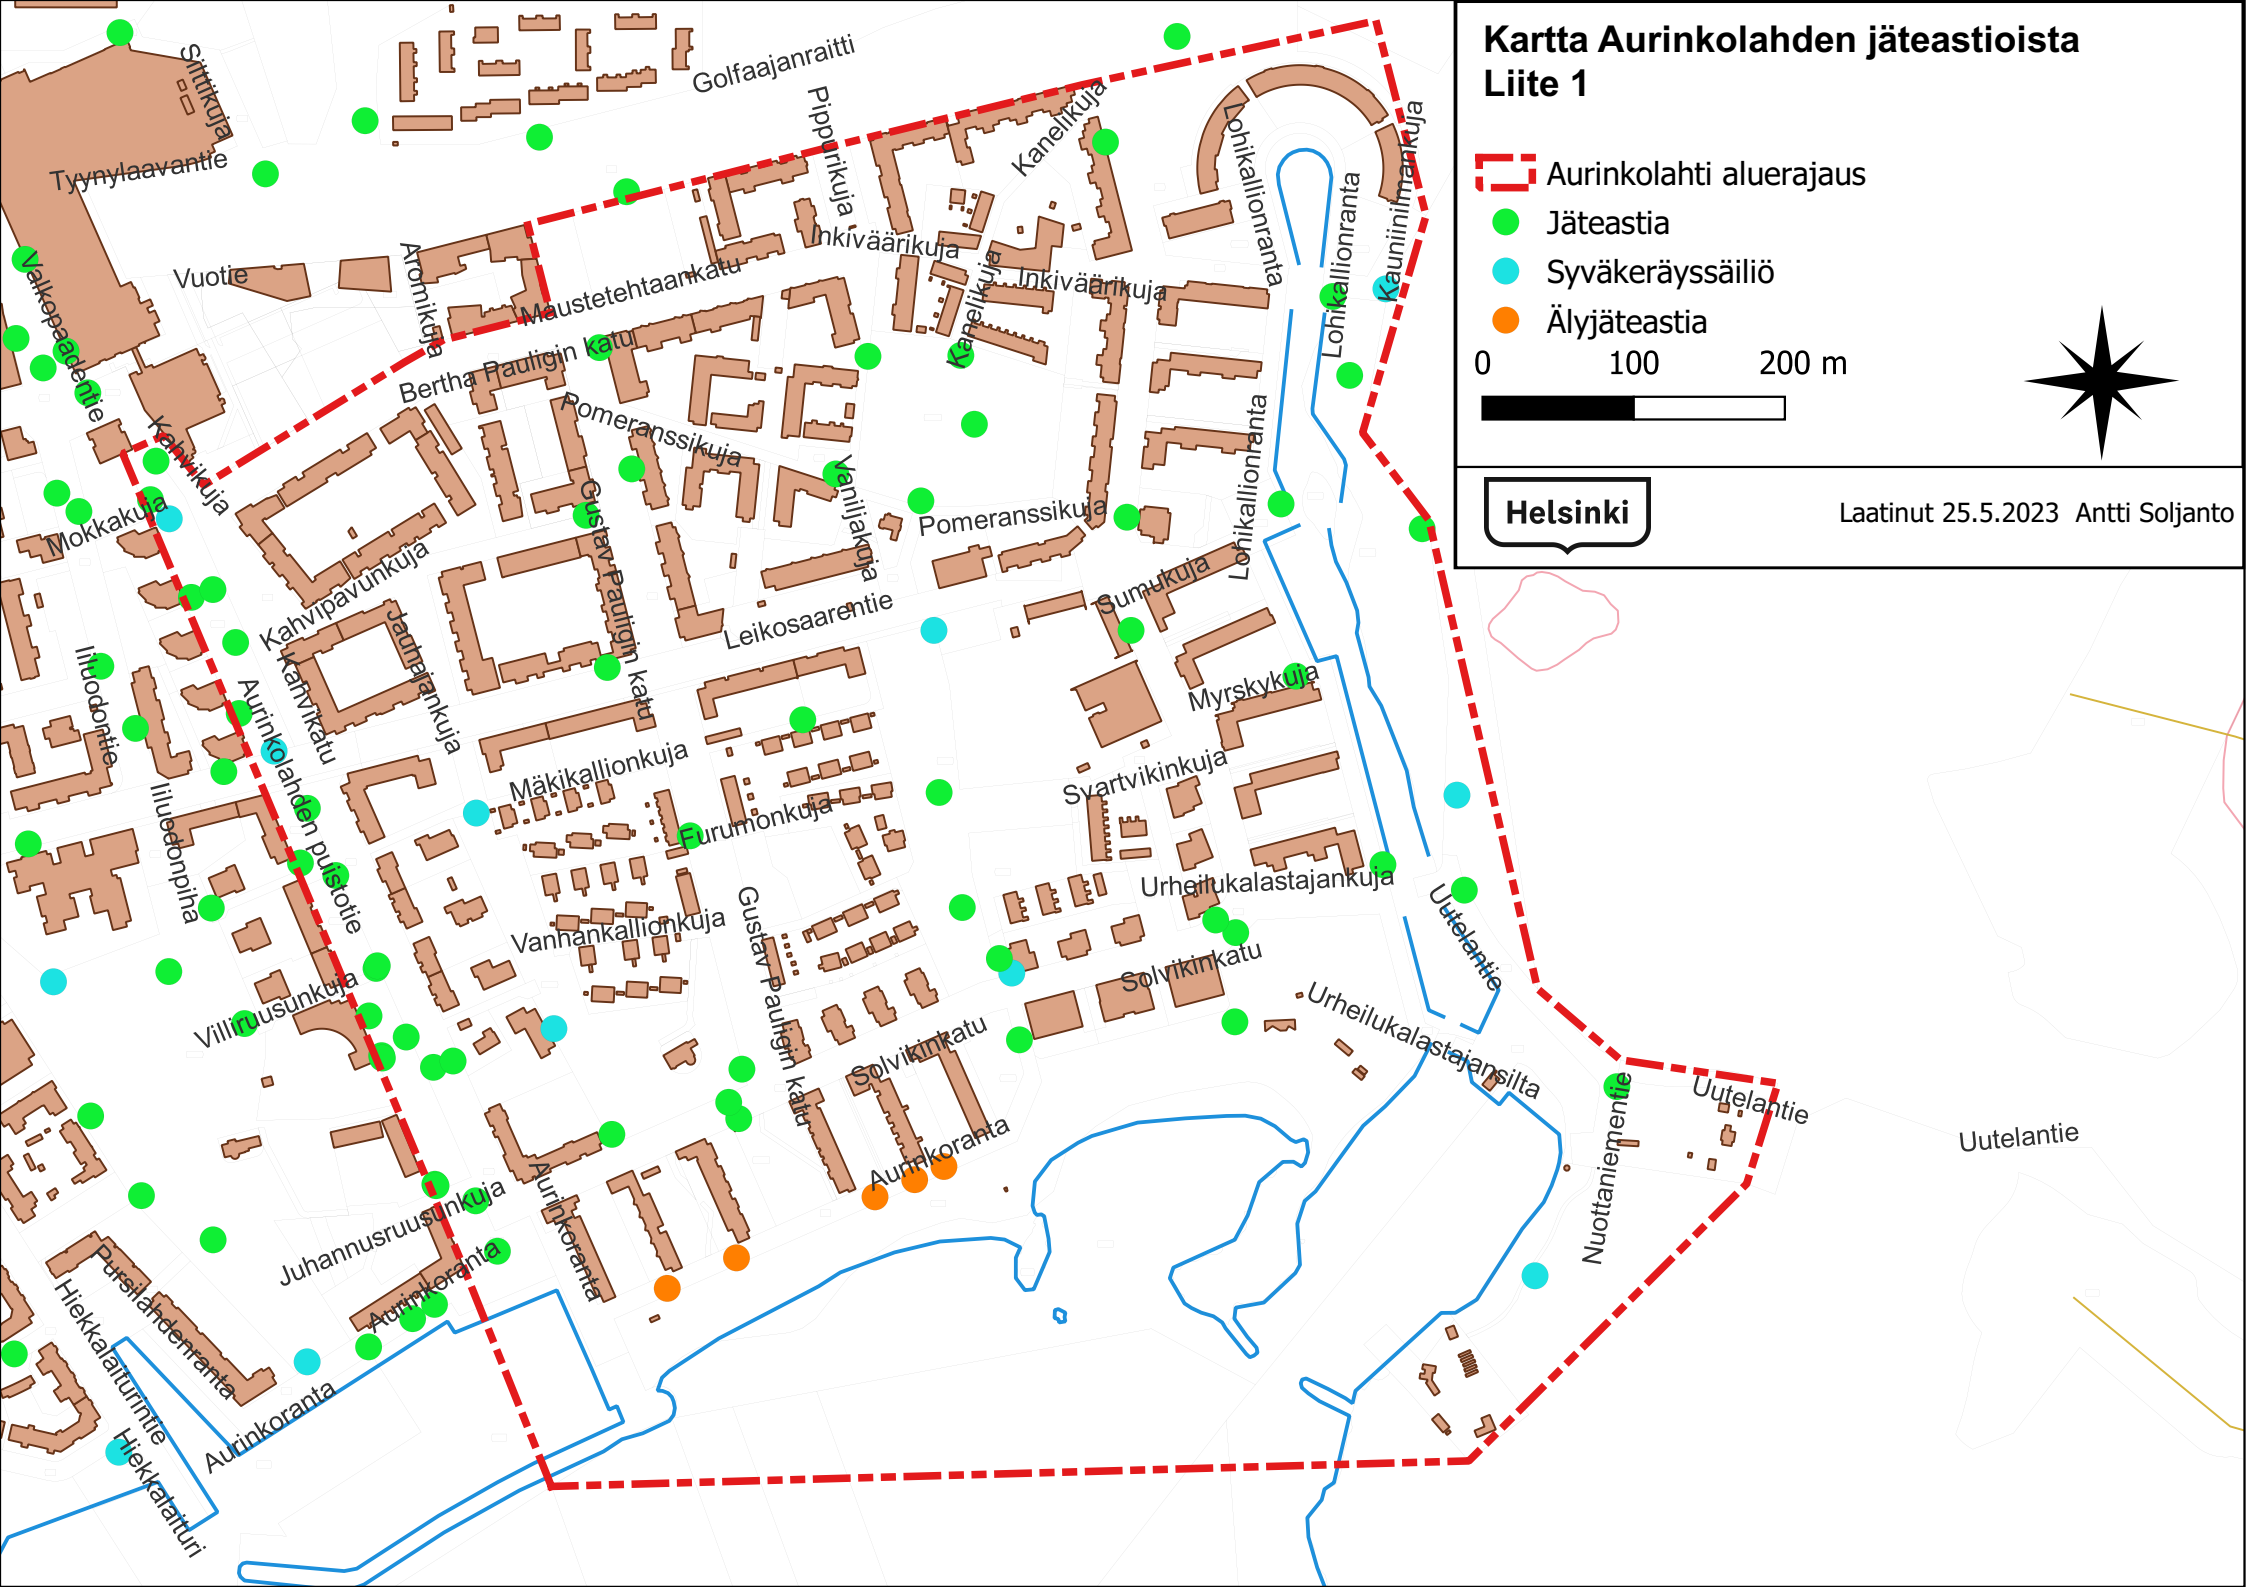 Kartta Aurinkolahden jäteastioista
Liite 1
Aurinkolahti aluerajaus
Jäteastia
Syväkeräyssäiliö
Älyjäteastia
0 100 200 m
Helsinki
Laatinut 25.5.2023 Antti Soljanto
Siitikuja
Golfaajanraitti
Pippurikuja
Kanelikuja
Lohikallionranta
Kauniinilmankuja
Tyynylaavantie
Lohikallionranta
Valkopaadentie
Vuotie
Aromikuja
Maustetehtaankatu
Inkiväärikuja
Kanelikuja
Inkiväärikuja
Bertha Pauligin katu
Pomeranssikuja
Lohikallionranta
Kahvikuja
Mokkakuja
Gustav Pauligin katu
Vaniljakuja
Pomeranssikuja
Kahvipavunkuja
Sumukuja
Jauhajankuja
Leikosaarentie
Iiluodontie
Kahvikatu
Aurinkolahden puistotie
Myrskykuja
Mäkikallionkuja
Svartvikinkuja
Iiluodonpiha
Furumonkuja
Urheilukalastajankuja
Uutelantie
Vanhankallionkuja
Gustav Pauligin katu
Solvikinkatu
Villiruusunkuja
Urheilukalastajansilta
Solvikinkatu
Uutelantie
Nuottaniementie
Uutelantie
Aurinkoranta
Juhannusruusunkuja
Aurinkoranta
Aurinkoranta
Pursilahdenranta
Hiekkalaiturintie
Aurinkoranta
Hiekkalaituri